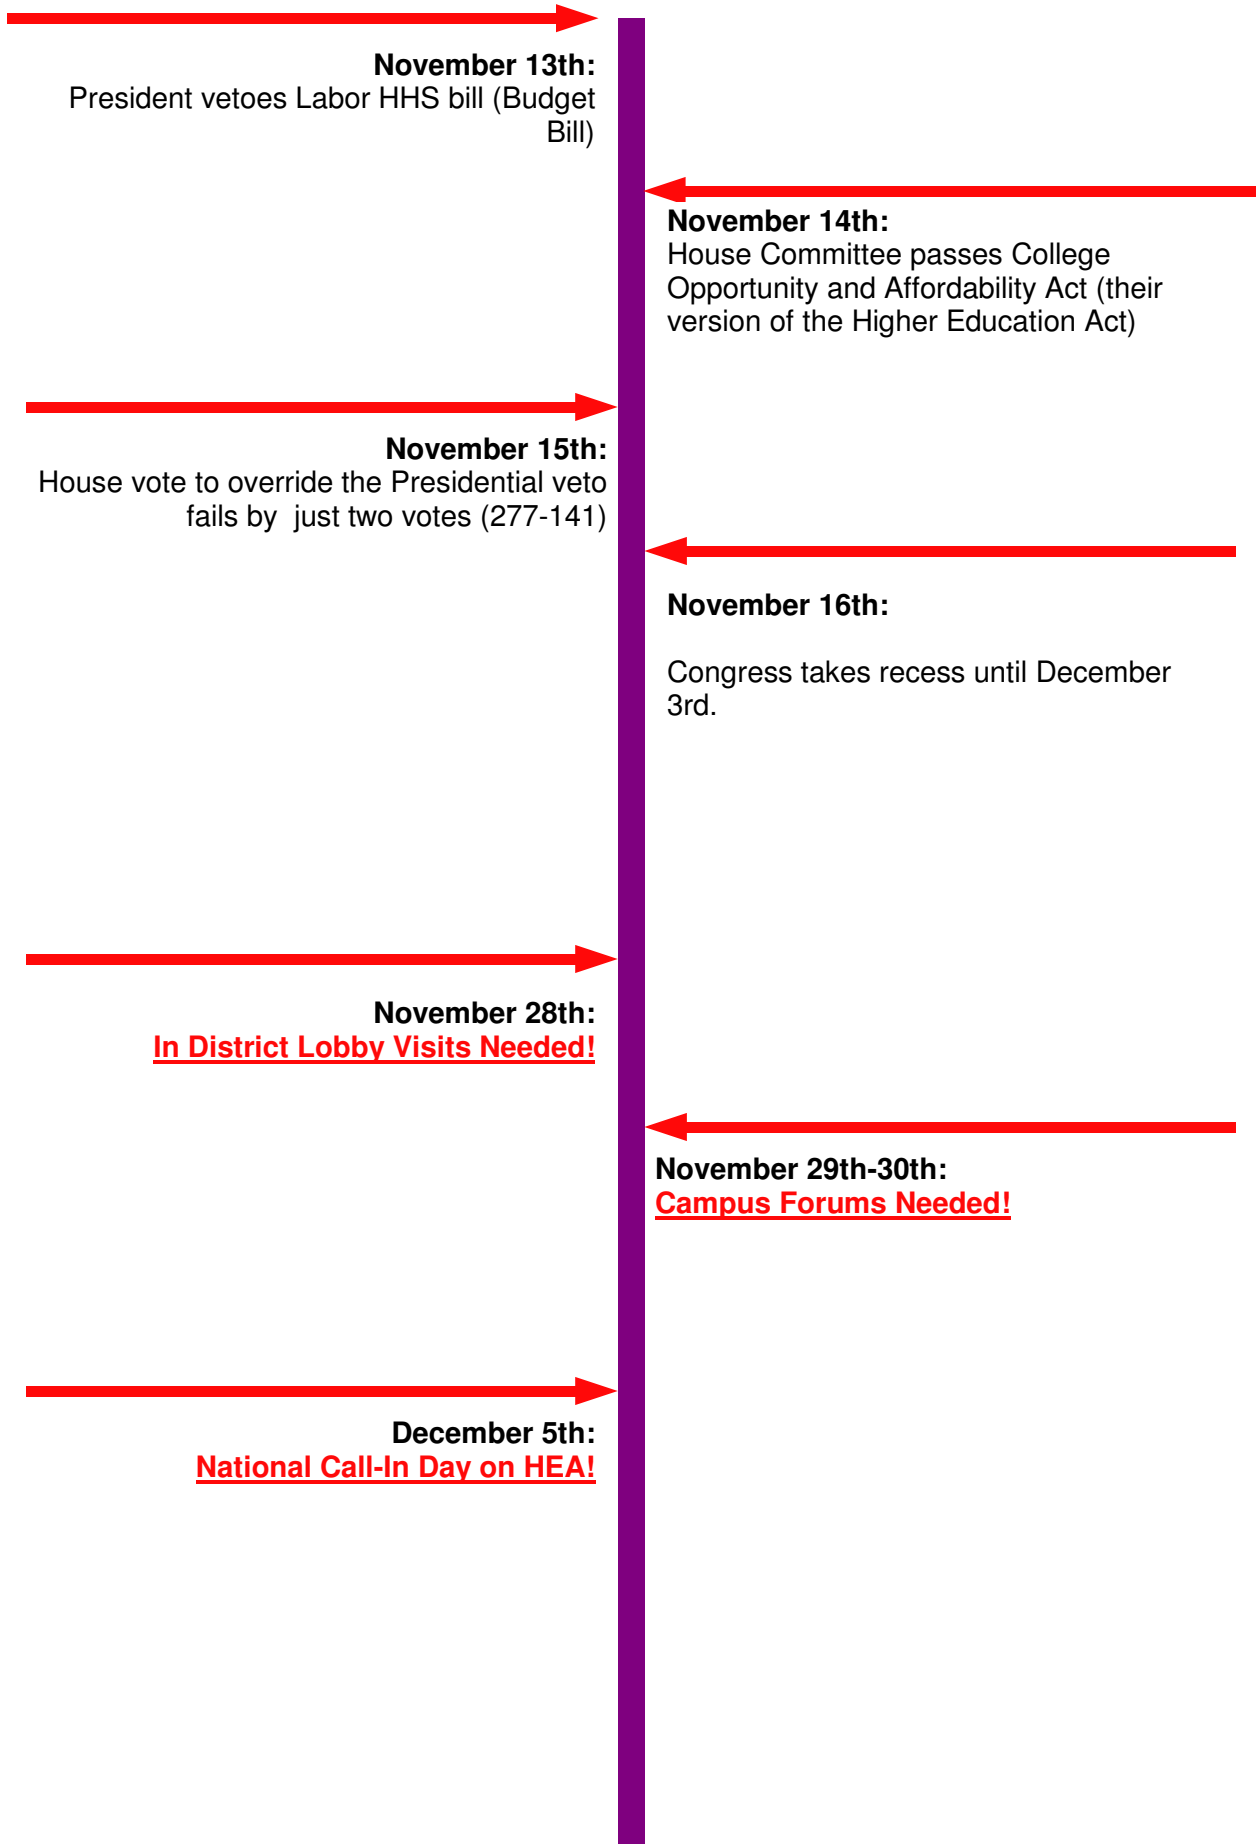 November 13th:
President vetoes Labor HHS bill (Budget
Bill)
November 14th:
House Committee passes College
Opportunity and Affordability Act (their
version of the Higher Education Act)
November 15th:
House vote to override the Presidential veto
fails by  just two votes (277-141)
November 16th:
Congress takes recess until December
3rd.
November 28th:
In District Lobby Visits Needed!
November 29th-30th:
Campus Forums Needed!
December 5th:
National Call-In Day on HEA!